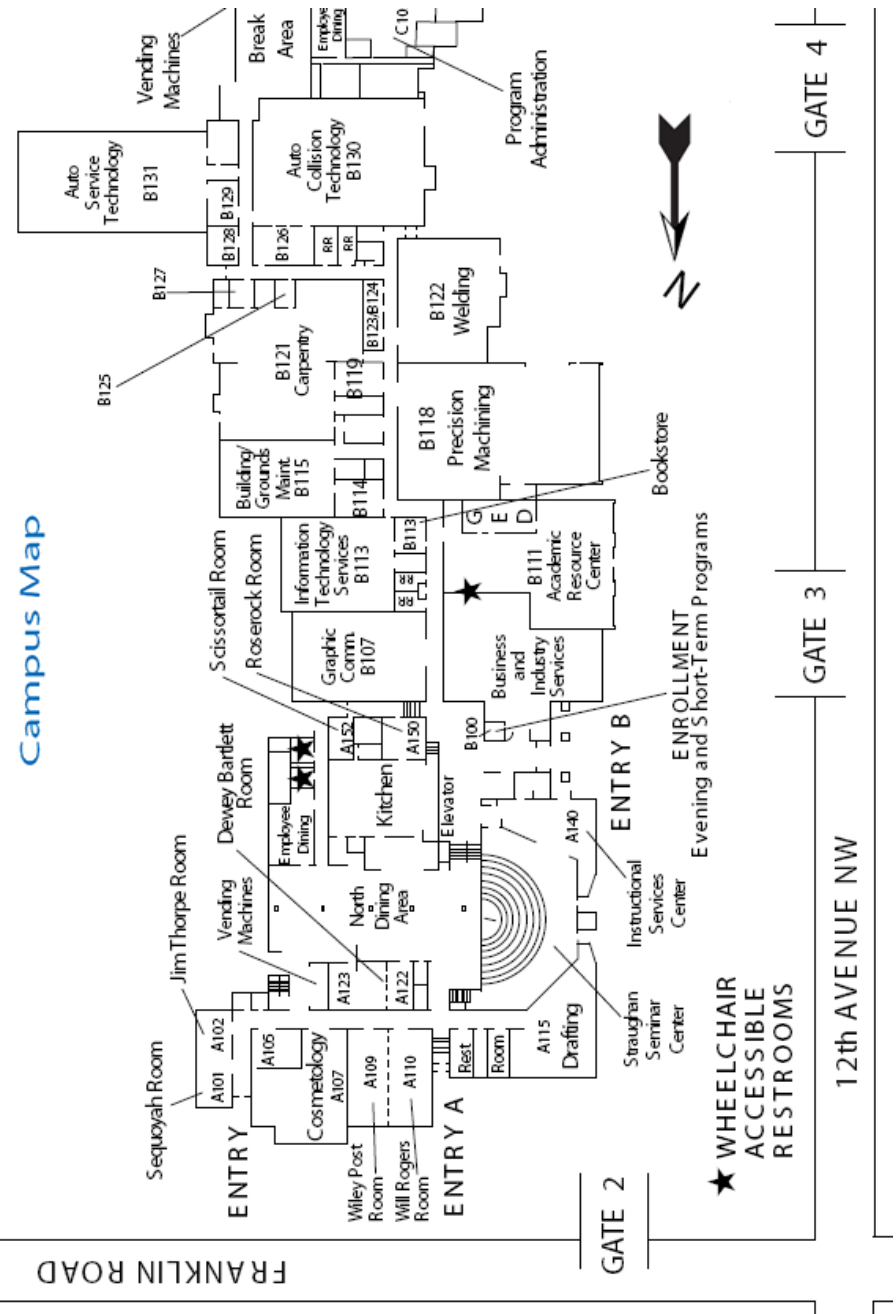 Campus Map
Vending
Machines
Break
Area
Employe
Dining
C10
Program
Administration
GATE 4
Auto
Service
Technology
B131
B129
B128
Auto
Collision
Technology
B130
B126
RR
RR
B127
B125
B121
Carpentry
B123/B124
B119
B122
Welding
N
B118
Precision
Machining
Building/
Grounds
Maint.
B115
B114
Bookstore
Information
Technology
Services
B113
B113
G
E
D
B111
Academic
Resource
Center
Scissortail Room
Roserock Room
Graphic
Comm.
B107
Business
and
Industry
Services
B100
ENROLLMENT
Evening and Short-Term Programs
GATE 3
ENTRY B
A152
A150
Kitchen
Elevator
Dewey Bartlett
Room
Employee
Dining
Vending
Machines
North
Dining
Area
A140
Instructional
Services
Center
Jim Thorpe Room
A123
A122
Straughan
Seminar
Center
Sequoyah Room
A102
A101
A105
Cosmetology
A107
A109
A110
Rest
Room
A115
Drafting
ENTRY
Wiley Post
Room
Will Rogers
Room
ENTRY A
GATE 2
★ WHEELCHAIR
ACCESSIBLE
RESTROOMS
12th AVENUE NW
FRANKLIN ROAD